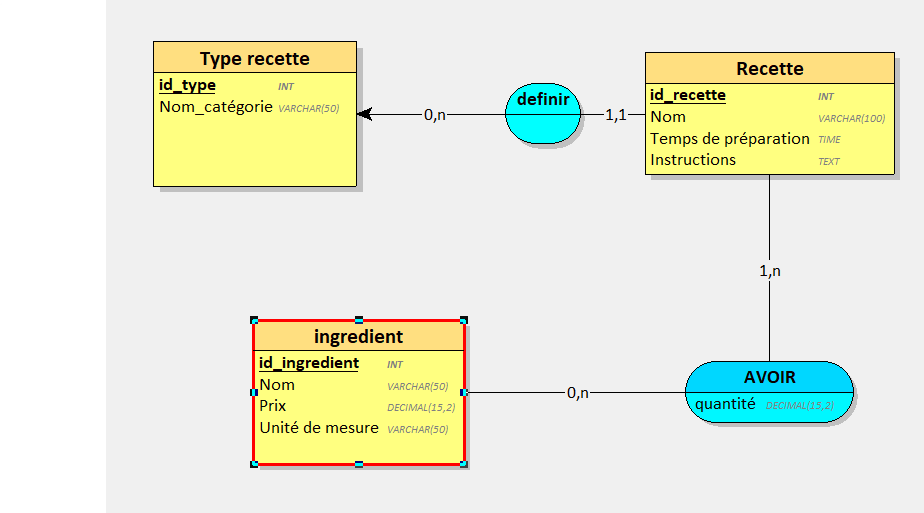 Type recette
id_type INT
Nom_catégorie VARCHAR(50)
0,n
definir
1,1
Recette
id_recette INT
Nom VARCHAR(100)
Temps de préparation TIME
Instructions TEXT
1,n
ingredient
id_ingredient INT
Nom VARCHAR(50)
Prix DECIMAL(15,2)
Unité de mesure VARCHAR(50)
0,n
AVOIR
quantité DECIMAL(15,2)